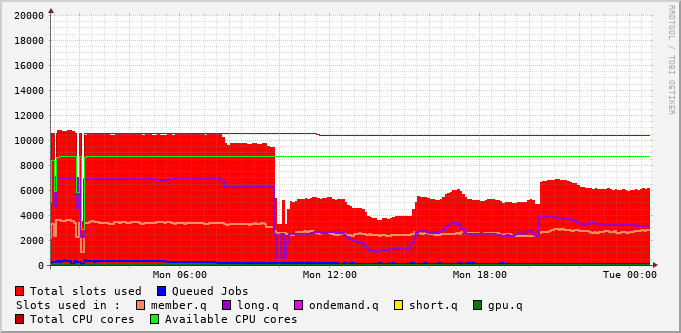 20000
18000
16000
14000
12000
10000
8000
6000
4000
2000
0
Mon 06:00 Mon 12:00 Mon 18:00 Tue 00:00
Total slots used Queued Jobs
Slots used in : member.q long.q ondemand.q short.q gpu.q
Total CPU cores Available CPU cores
RRDTOOL / TOBI OETIKER